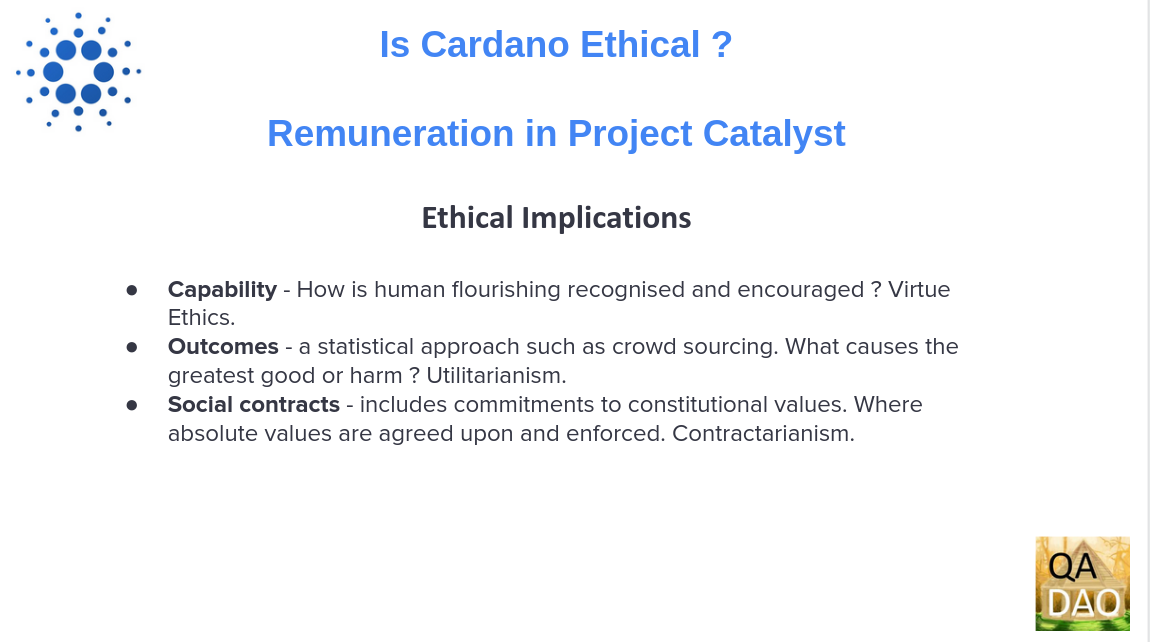 Is Cardano Ethical ?
Remuneration in Project Catalyst
Ethical Implications
● Capability - How is human flourishing recognised and encouraged ? Virtue
Ethics.
● Outcomes - a statistical approach such as crowd sourcing. What causes the
greatest good or harm ? Utilitarianism.
● Social contracts - includes commitments to constitutional values. Where
absolute values are agreed upon and enforced. Contractarianism.
QA
DAO